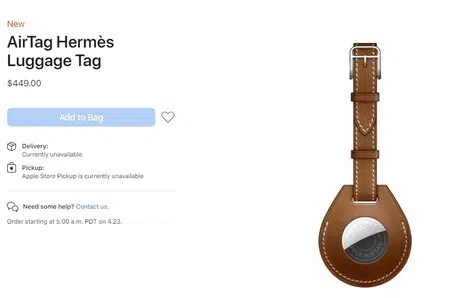 New
AirTag Hermès
Luggage Tag
$449.00
Add to Bag
Delivery:
Currently unavailable
Pickup:
Apple Store Pickup is currently unavailable
Need some help? Contact us.
Order starting at 5:00 a.m. PDT on 4.23.